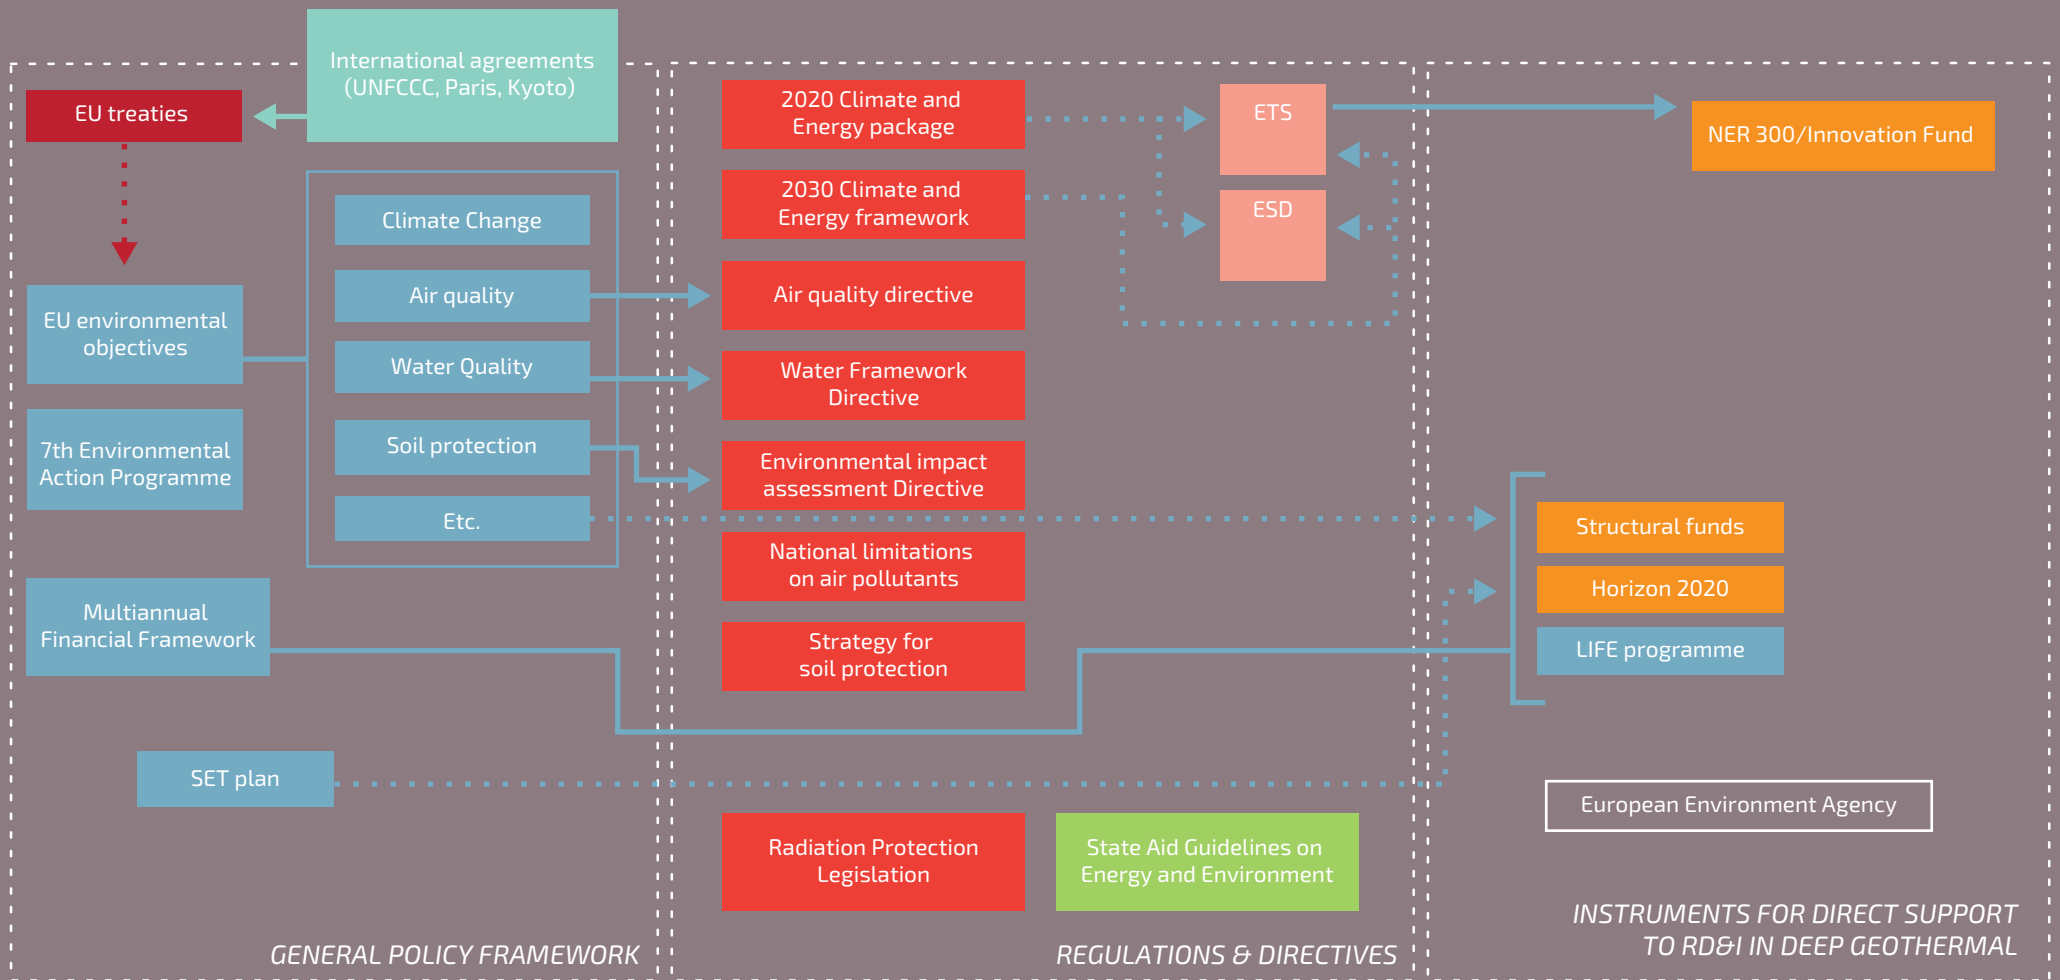 International agreements
(UNFCCC, Paris, Kyoto)
EU treaties
EU environmental
objectives
7th Environmental
Action Programme
Multiannual
Financial Framework
SET plan
Climate Change
Air quality
Water Quality
Soil protection
Etc.
GENERAL POLICY FRAMEWORK
2020 Climate and
Energy package
2030 Climate and
Energy framework
Air quality directive
Water Framework
Directive
Environmental impact
assessment Directive
National limitations
on air pollutants
Strategy for
soil protection
Radiation Protection
Legislation
ETS
ESD
State Aid Guidelines on
Energy and Environment
REGULATIONS & DIRECTIVES
NER 300/Innovation Fund
Structural funds
Horizon 2020
LIFE programme
European Environment Agency
INSTRUMENTS FOR DIRECT SUPPORT
TO RD&I IN DEEP GEOTHERMAL